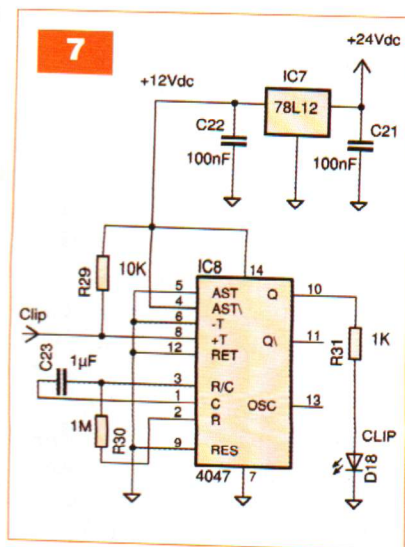 7
+24Vdc
+12Vdc
IC7
78L12
C22
100nF
C21
100nF
R29
10K
IC8
14
Clip
5 AST Q 10
4 AST\
6 -T
8 +T Q\ 11
12 RET
C23
1µF
3 R/C
1 C OSC 13
2 R
1M
R30
9 RES
4047
7
R31
1K
CLIP
D18